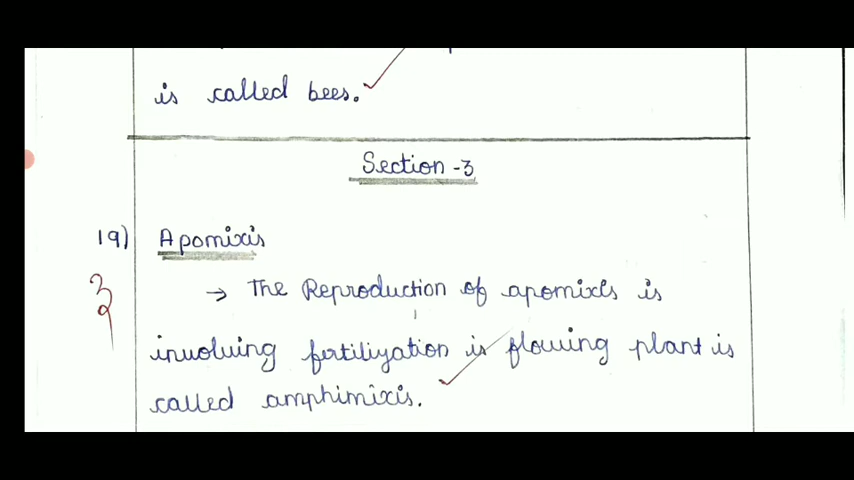 is called bees.
Section -3
19) Apomixis
→ The Reproduction of apomixis is
involving fertiliyation is flowing plant is
called amphimixis.